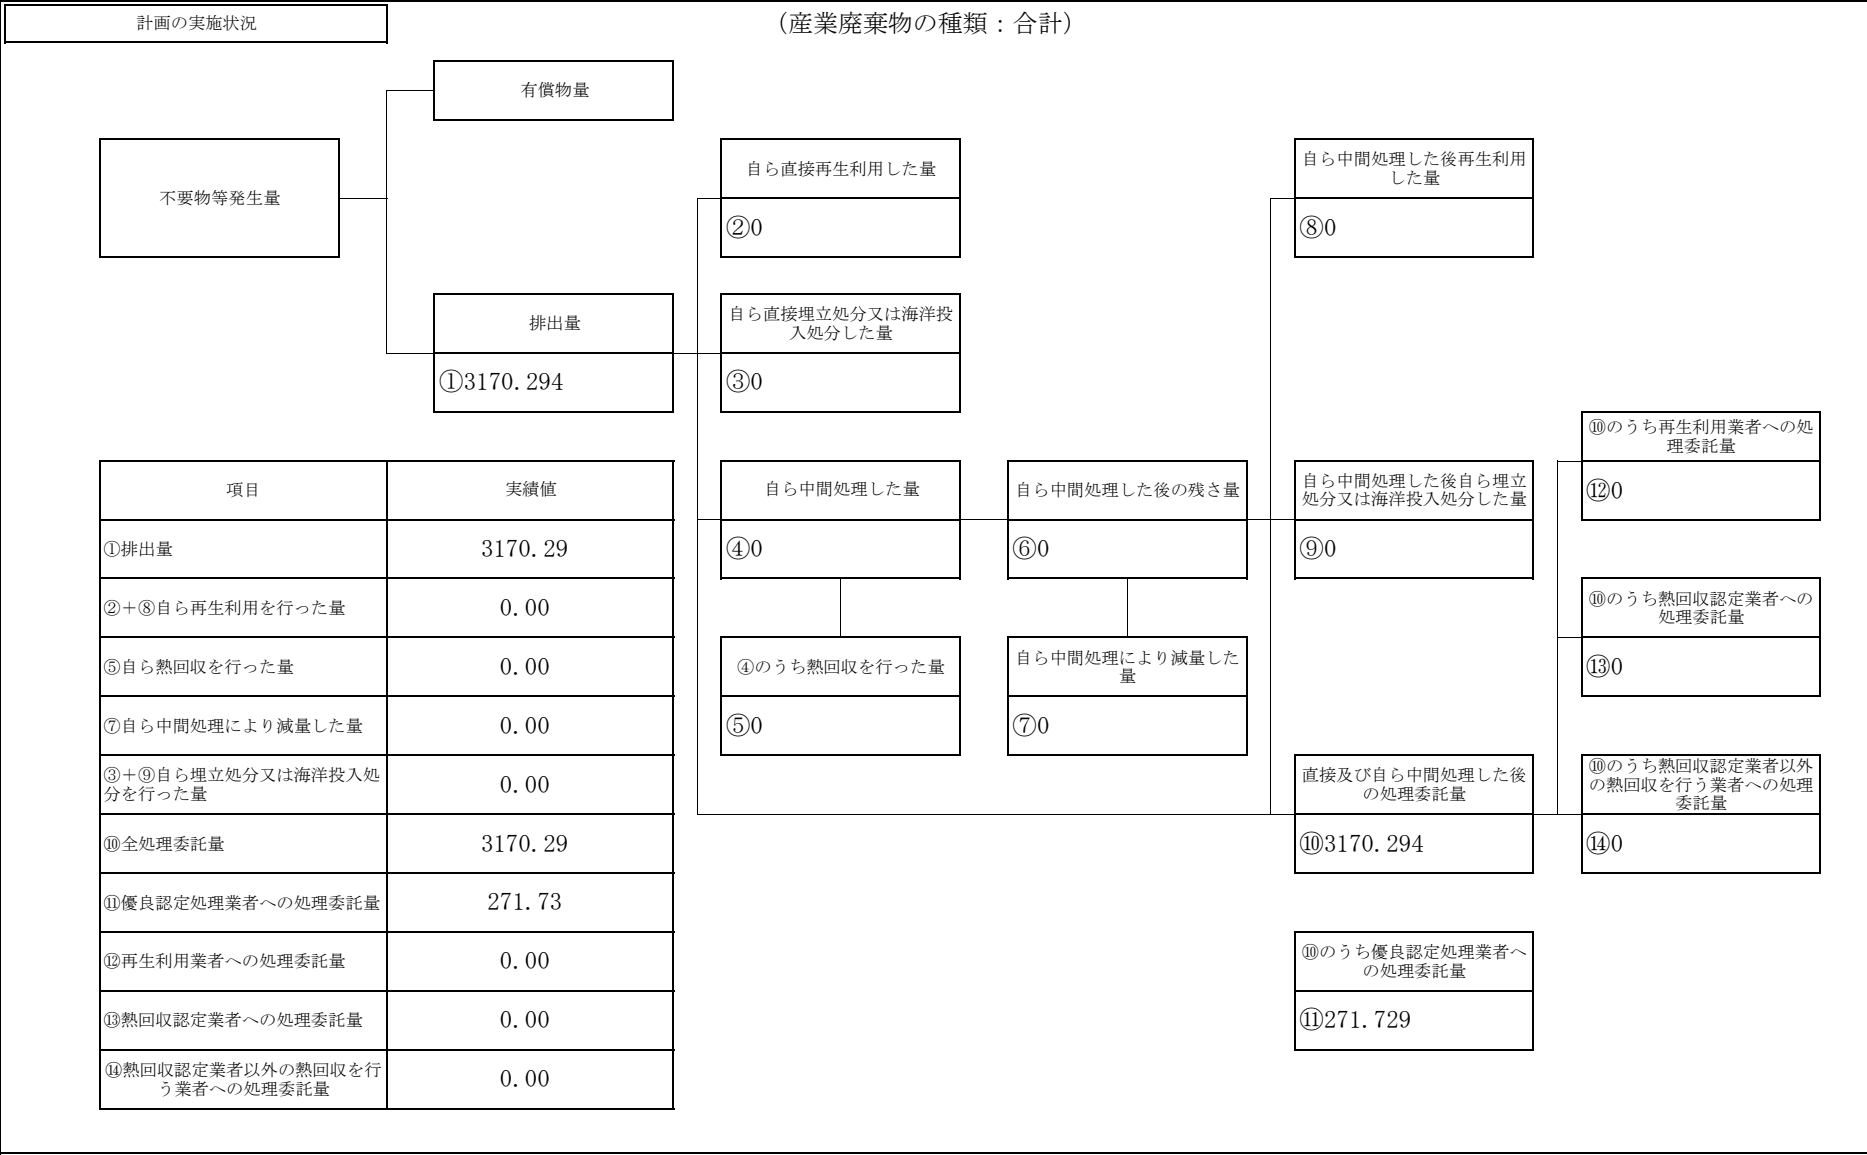 計画の実施状況
（産業廃棄物の種類：合計）
有償物量
不要物等発生量
排出量
①3170.294
自ら直接再生利用した量
②0
自ら直接埋立処分又は海洋投
入処分した量
③0
自ら中間処理した量
④0
④のうち熱回収を行った量
⑤0
自ら中間処理した後の残さ量
⑥0
自ら中間処理により減量した
量
⑦0
自ら中間処理した後再生利用
した量
⑧0
自ら中間処理した後自ら埋立
処分又は海洋投入処分した量
⑨0
直接及び自ら中間処理した後
の処理委託量
⑩3170.294
⑩のうち優良認定処理業者へ
の処理委託量
⑪271.729
⑩のうち再生利用業者への処
理委託量
⑫0
⑩のうち熱回収認定業者への
処理委託量
⑬0
⑩のうち熱回収認定業者以外
の熱回収を行う業者への処理
委託量
⑭0
項目 実績値
①排出量 3170.29
②＋⑧自ら再生利用を行った量 0.00
⑤自ら熱回収を行った量 0.00
⑦自ら中間処理により減量した量 0.00
③＋⑨自ら埋立処分又は海洋投入処
分を行った量 0.00
⑩全処理委託量 3170.29
⑪優良認定処理業者への処理委託量 271.73
⑫再生利用業者への処理委託量 0.00
⑬熱回収認定業者への処理委託量 0.00
⑭熱回収認定業者以外の熱回収を行
う業者への処理委託量 0.00